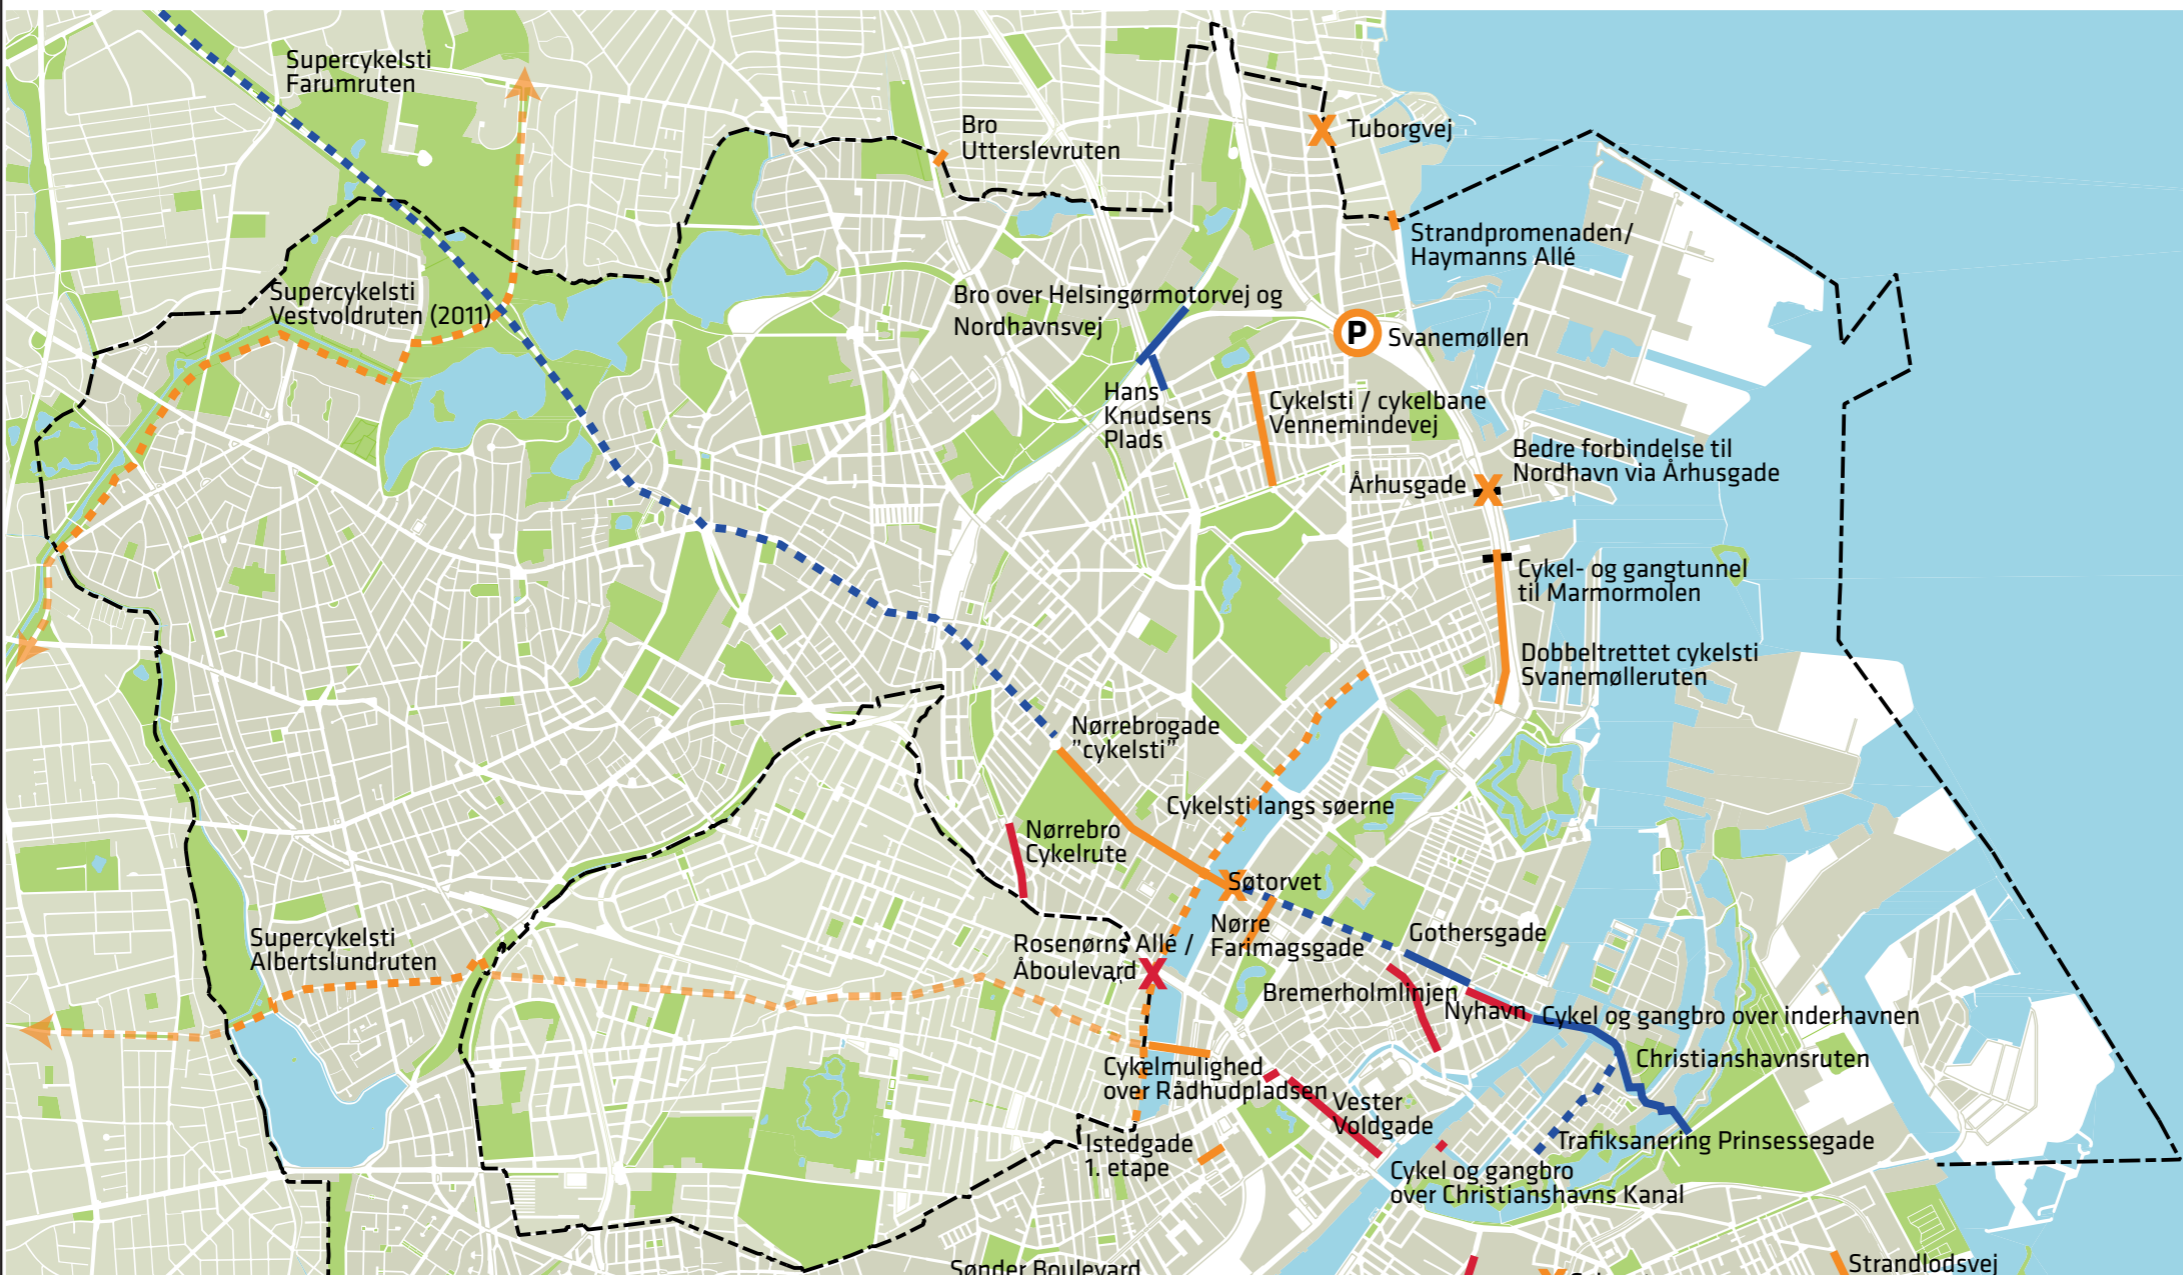 Supercykelsti
Farumruten
Bro
Utterslevruten
Tuborgvej
Strandpromenaden/
Haymanns Allé
Supercykelsti
Vestvoldruten (2011)
Bro over Helsingørmotorvej og
Nordhavnsvej
P
Svanemøllen
Hans
Knudsens
Plads
Cykelsti / cykelbane
Vennemindevej
Bedre forbindelse til
Nordhavn via Århusgade
Århusgade
Cykel- og gangtunnel
til Marmormolen
Dobbeltrettet cykelsti
Svanemølleruten
Nørrebrogade
"cykelsti"
Cykelsti langs søerne
Nørrebro
Cykelrute
Søtorvet
Nørre
Farimagsgade
Gothersgade
Rosenørns Allé /
Åboulevard
Supercykelsti
Albertslundruten
Bremerholmlinjen
Nyhavn
Cykel og gangbro over inderhavnen
Christianshavnsruten
Cykelmulighed
over Rådhudpladsen
Vester
Voldgade
Trafiksanering Prinsessegade
Istedgade
1. etape
Cykel og gangbro
over Christianshavns Kanal
Sønder Boulevard
Strandlodsvej